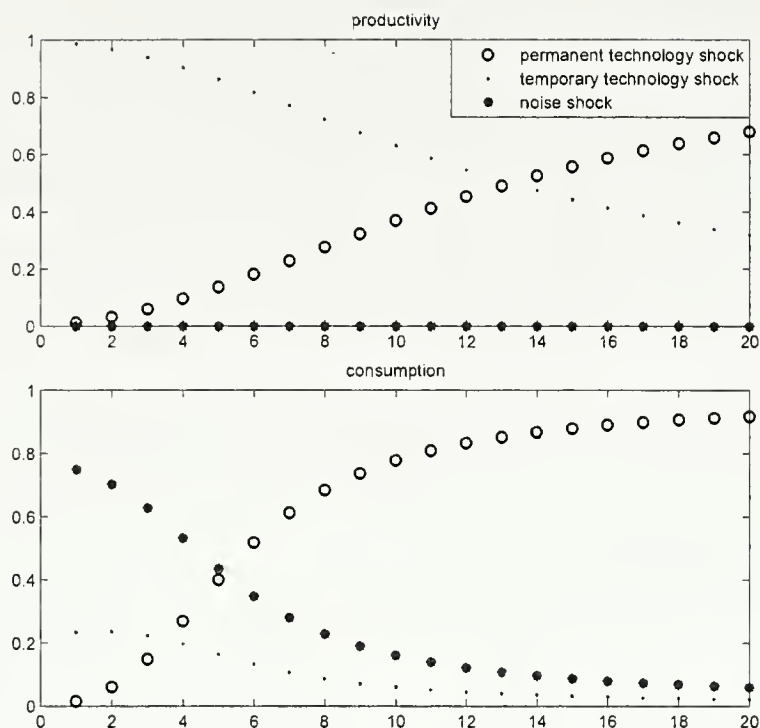 productivity
1
0.8
0.6
0.4
0.2
0
0 2 4 6 8 10 12 14 16 18 20
permanent technology shock
temporary technology shock
noise shock
consumption
1
0.8
0.6
0.4
0.2
0
0 2 4 6 8 10 12 14 16 18 20